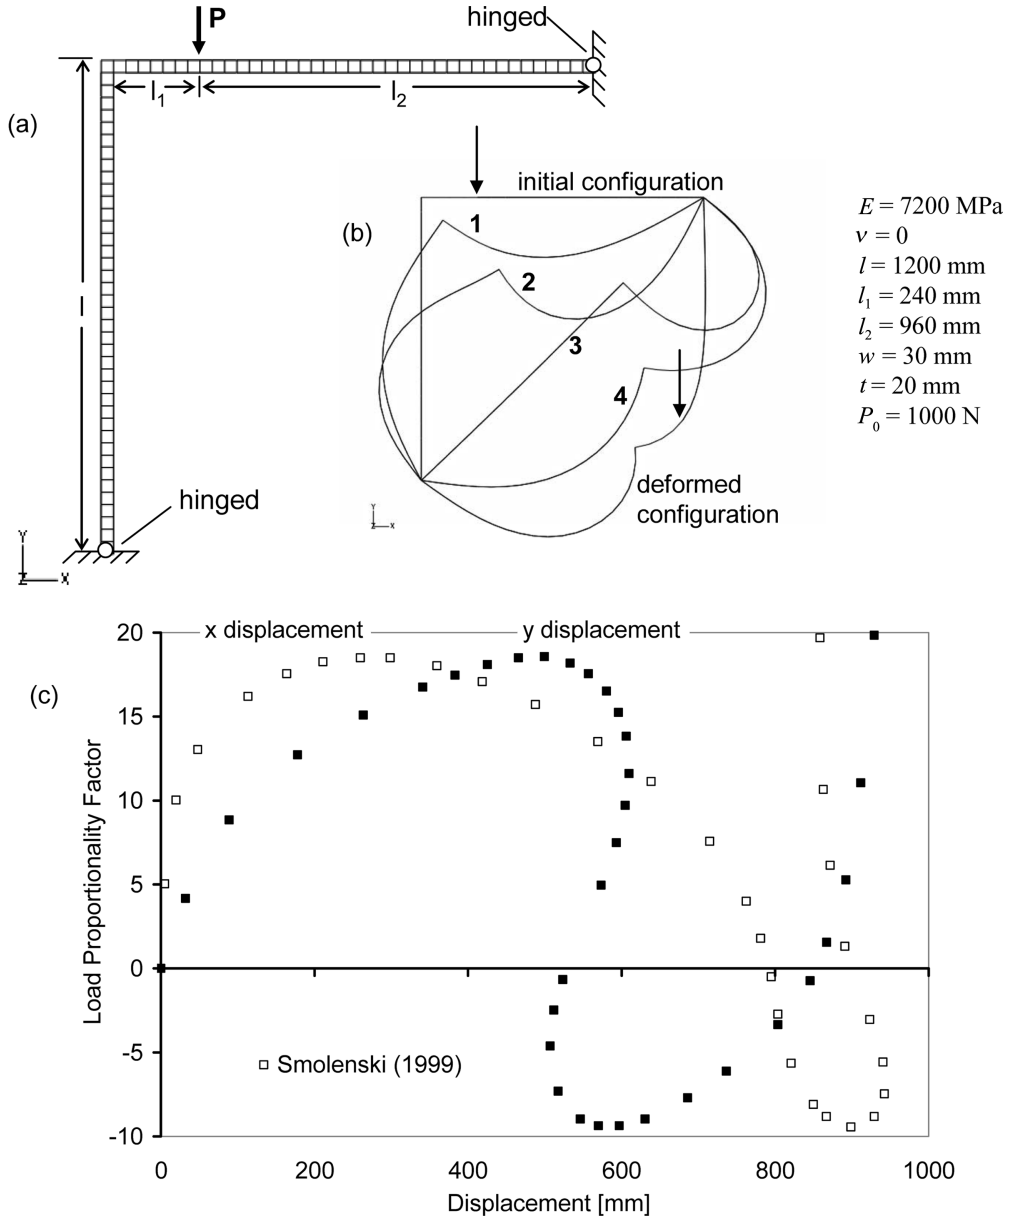 P
hinged
l₁
l₂
(a)
l
initial configuration
1
(b)
2
3
4
E = 7200 MPa
ν = 0
l = 1200 mm
l₁ = 240 mm
l₂ = 960 mm
w = 30 mm
t = 20 mm
P₀ = 1000 N
hinged
deformed
configuration
Y
Z X
Y
Z X
(c)
x displacement y displacement
20
15
10
5
0
-5
-10
Load Proportionality Factor
Smolenski (1999)
0 200 400 600 800 1000
Displacement [mm]